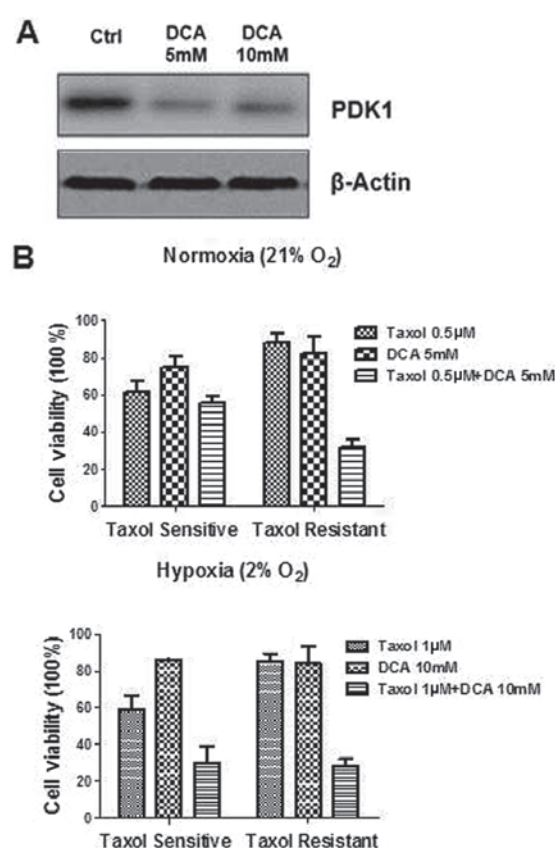 A
Ctrl DCA 5mM DCA 10mM
PDK1
β-Actin
B
Normoxia (21% O₂)
Cell viability (100%)
100
80
60
40
20
0
Taxol 0.5µM
DCA 5mM
Taxol 0.5µM+DCA 5mM
Taxol Sensitive Taxol Resistant
Hypoxia (2% O₂)
Cell viability (100%)
100
80
60
40
20
0
Taxol 1µM
DCA 10mM
Taxol 1µM+DCA 10mM
Taxol Sensitive Taxol Resistant